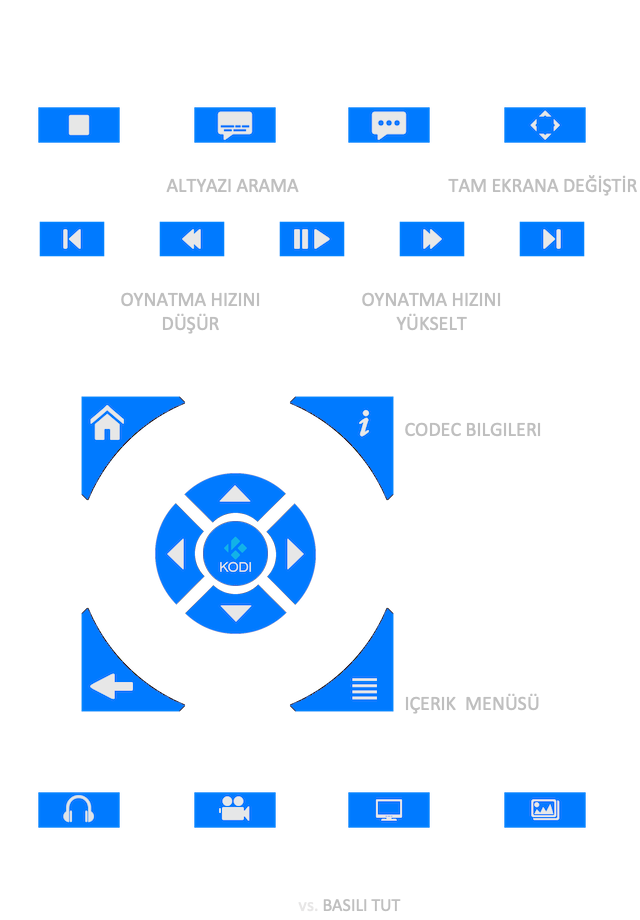 ALTYAZI ARAMA
TAM EKRANA DEĞİŞTİR
OYNATMA HIZINI
DÜŞÜR
OYNATMA HIZINI
YÜKSELT
CODEC BILGILERI
KODI
IÇERIK MENÜSÜ
vs. BASILI TUT